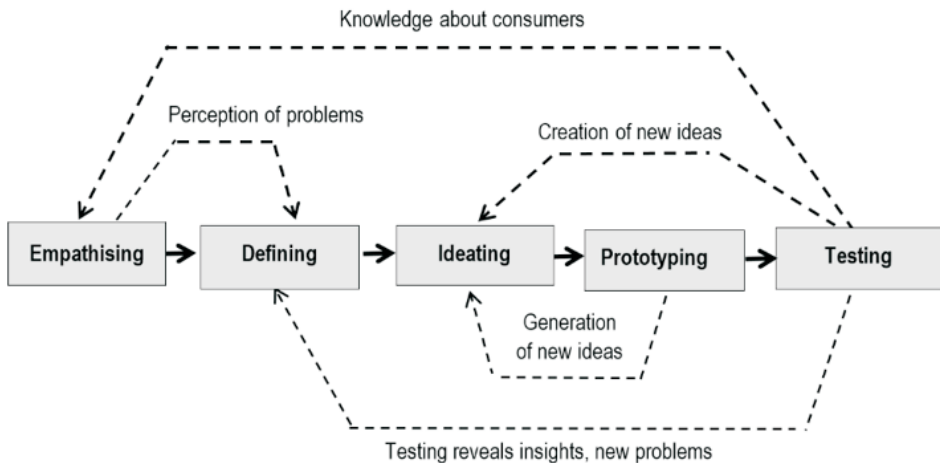 Knowledge about consumers
Perception of problems
Creation of new ideas
Empathising
Defining
Ideating
Prototyping
Testing
Generation
of new ideas
Testing reveals insights, new problems